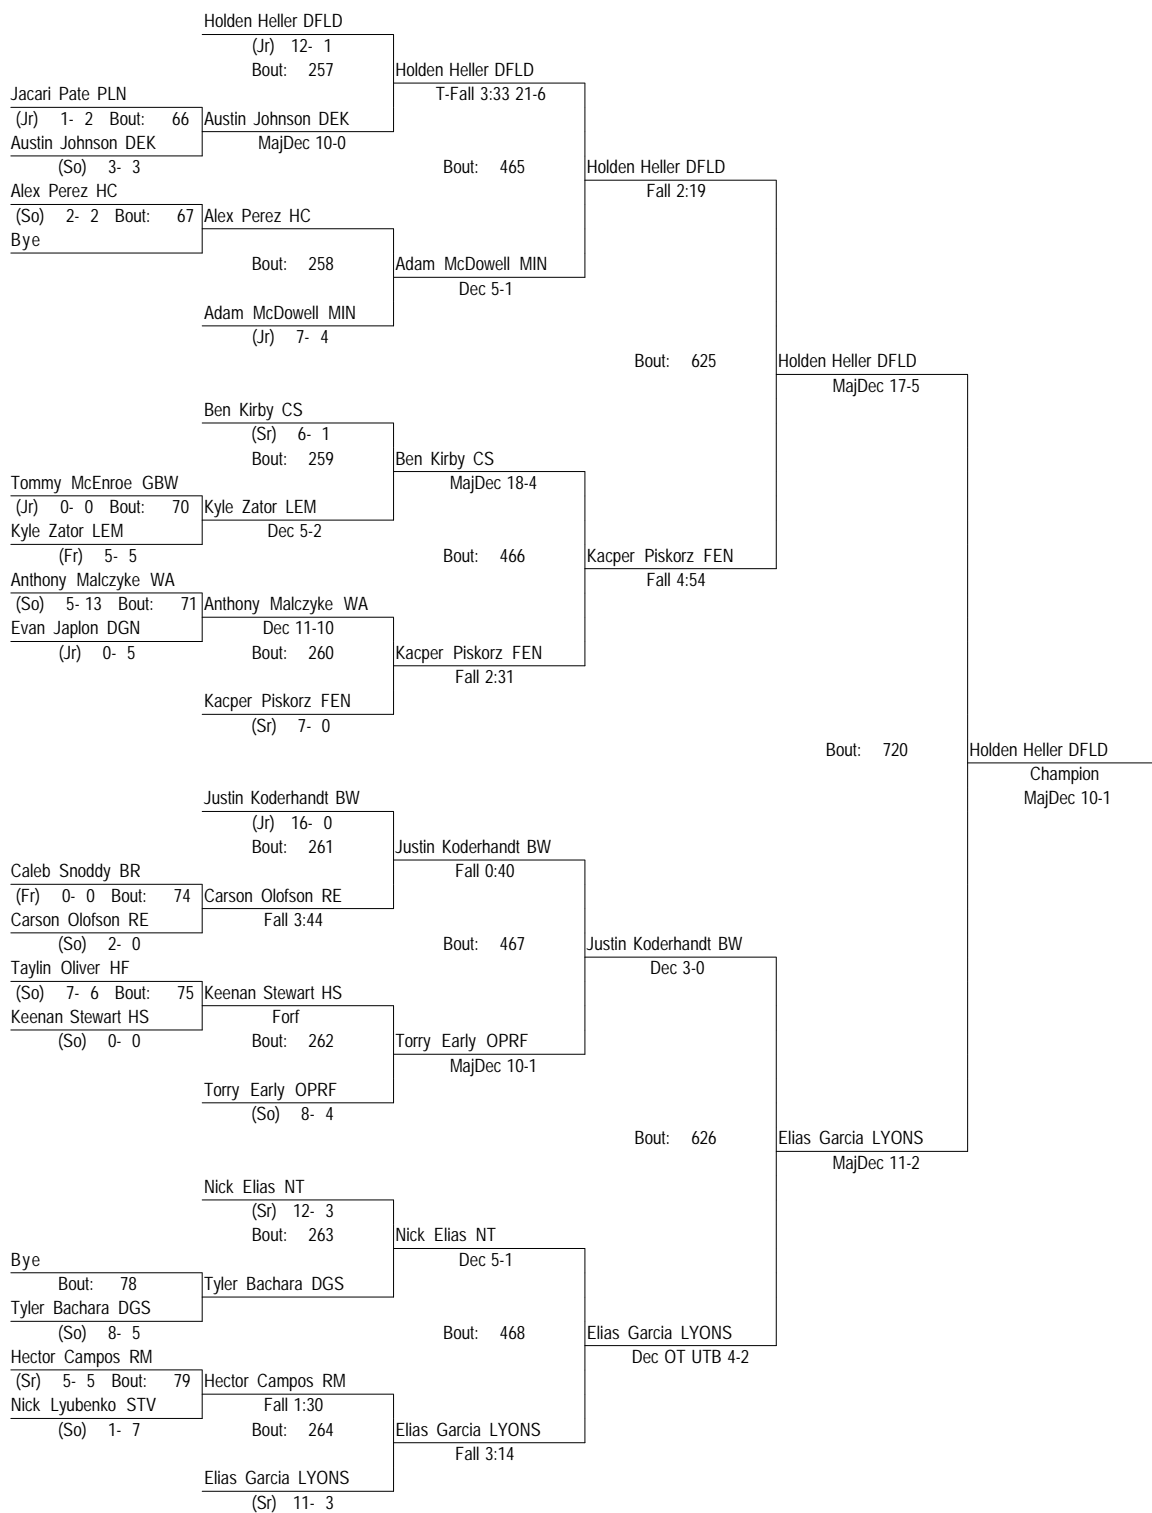 Holden Heller DFLD
(Jr) 12- 1
Bout: 257
Holden Heller DFLD
Jacari Pate PLN
T-Fall 3:33 21-6
(Jr) 1- 2 Bout: 66
Austin Johnson DEK
Austin Johnson DEK
MajDec 10-0
(So) 3- 3
Bout: 465
Holden Heller DFLD
Alex Perez HC
Fall 2:19
(So) 2- 2 Bout: 67
Alex Perez HC
Bye
Bout: 258
Adam McDowell MIN
Dec 5-1
Adam McDowell MIN
(Jr) 7- 4
Bout: 625
Holden Heller DFLD
MajDec 17-5
Ben Kirby CS
(Sr) 6- 1
Bout: 259
Ben Kirby CS
Tommy McEnroe GBW
MajDec 18-4
(Jr) 0- 0 Bout: 70
Kyle Zator LEM
Kyle Zator LEM
Dec 5-2
(Fr) 5- 5
Bout: 466
Kacper Piskorz FEN
Anthony Malczyke WA
Fall 4:54
(So) 5- 13 Bout: 71
Anthony Malczyke WA
Evan Japlon DGN
Dec 11-10
(Jr) 0- 5
Bout: 260
Kacper Piskorz FEN
Fall 2:31
Kacper Piskorz FEN
(Sr) 7- 0
Bout: 720
Holden Heller DFLD
Champion
MajDec 10-1
Justin Koderhandt BW
(Jr) 16- 0
Bout: 261
Justin Koderhandt BW
Caleb Snoddy BR
Fall 0:40
(Fr) 0- 0 Bout: 74
Carson Olofson RE
Carson Olofson RE
Fall 3:44
(So) 2- 0
Bout: 467
Justin Koderhandt BW
Taylin Oliver HF
Dec 3-0
(So) 7- 6 Bout: 75
Keenan Stewart HS
Keenan Stewart HS
Forf
(So) 0- 0
Bout: 262
Torry Early OPRF
MajDec 10-1
Torry Early OPRF
(So) 8- 4
Bout: 626
Elias Garcia LYONS
MajDec 11-2
Nick Elias NT
(Sr) 12- 3
Bout: 263
Nick Elias NT
Bye
Dec 5-1
Bout: 78
Tyler Bachara DGS
Tyler Bachara DGS
(So) 8- 5
Bout: 468
Elias Garcia LYONS
Hector Campos RM
Dec OT UTB 4-2
(Sr) 5- 5 Bout: 79
Hector Campos RM
Nick Lyubenko STV
Fall 1:30
(So) 1- 7
Bout: 264
Elias Garcia LYONS
Fall 3:14
Elias Garcia LYONS
(Sr) 11- 3